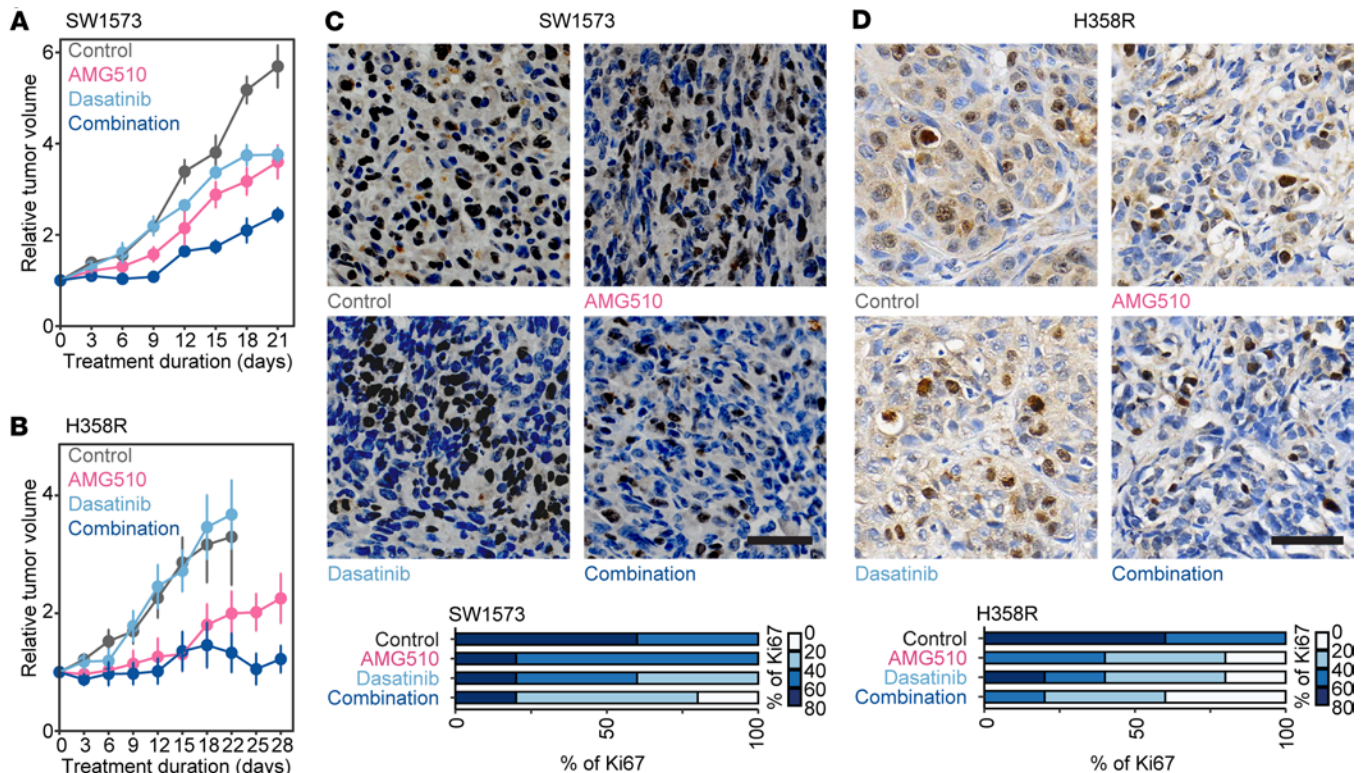 A
SW1573
Control
AMG510
Dasatinib
Combination
Relative tumor volume
6
4
2
0
0 3 6 9 12 15 18 21
Treatment duration (days)
B
H358R
Control
AMG510
Dasatinib
Combination
Relative tumor volume
4
2
0
0 3 6 9 12 15 18 22 25 28
Treatment duration (days)
C
SW1573
Control
AMG510
Dasatinib
Combination
SW1573
Control
AMG510
Dasatinib
Combination
0 50 100
% of Ki67
% of Ki67
0
20
40
60
80
D
H358R
Control
AMG510
Dasatinib
Combination
H358R
Control
AMG510
Dasatinib
Combination
0 50 100
% of Ki67
% of Ki67
0
20
40
60
80